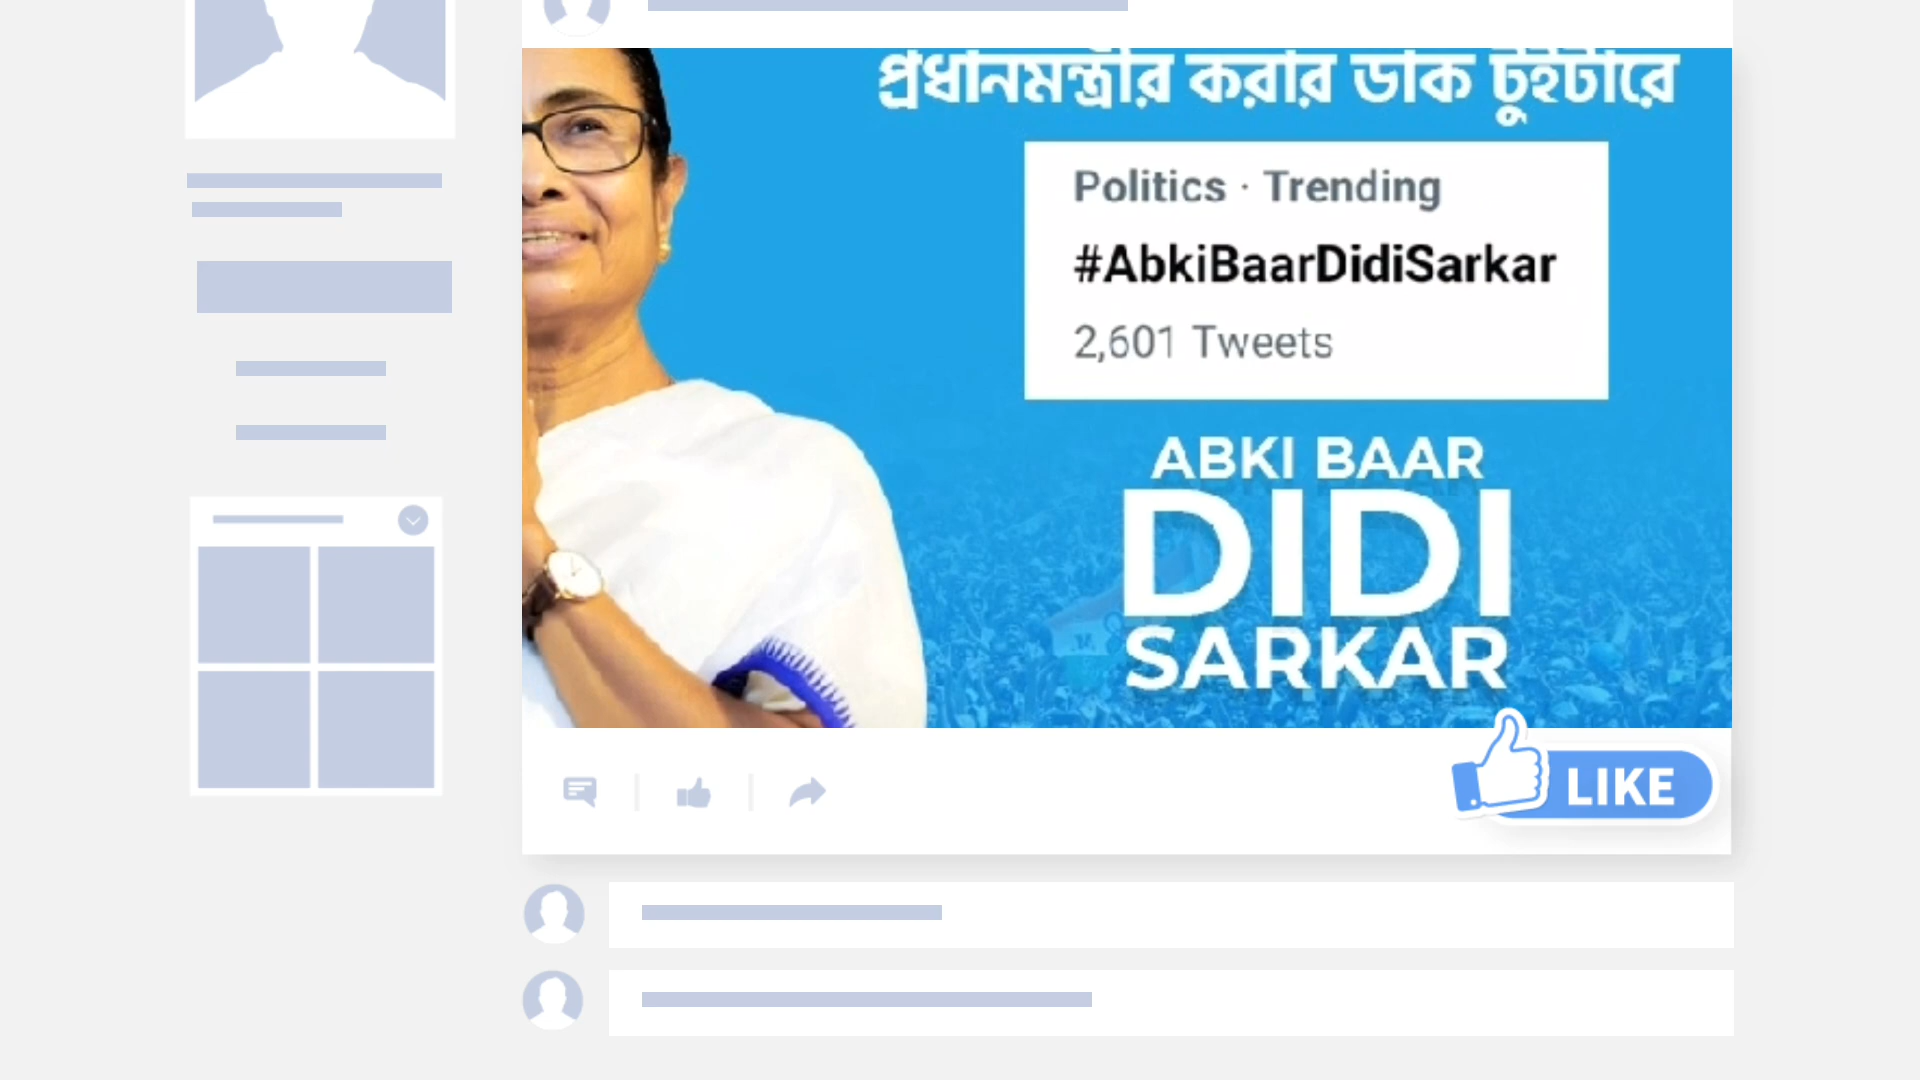 প্রধানমন্ত্রীর করার ডাক টুইটারে
Politics · Trending
#AbkiBaarDidiSarkar
2,601 Tweets
ABKI BAAR
DIDI
SARKAR
LIKE